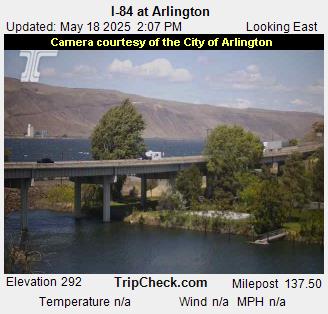 I-84 at Arlington
Updated: May 18 2025 2:07 PM Looking East
Camera courtesy of the City of Arlington
Elevation 292 TripCheck.com Milepost 137.50
Temperature n/a Wind n/a MPH n/a